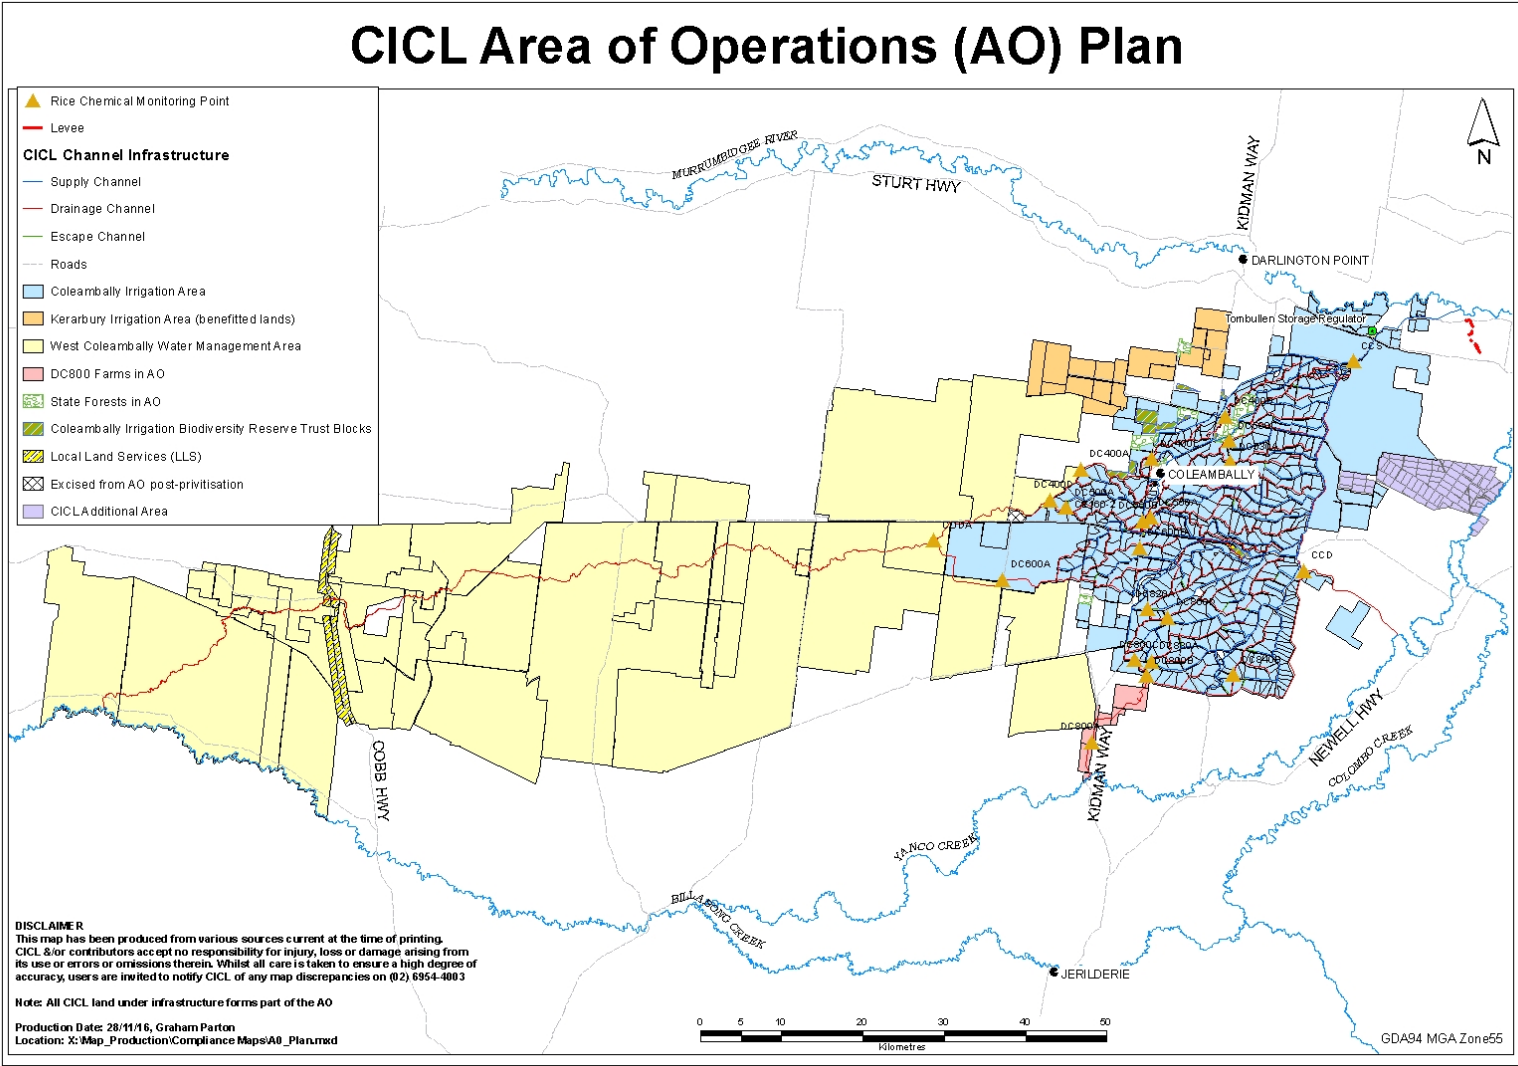 CICL Area of Operations (AO) Plan
Rice Chemical Monitoring Point
Levee
CICL Channel Infrastructure
Supply Channel
Drainage Channel
Escape Channel
Roads
Coleambally Irrigation Area
Kerarbury Irrigation Area (benefitted lands)
West Coleambally Water Management Area
DC800 Farms in AO
State Forests in AO
Coleambally Irrigation Biodiversity Reserve Trust Blocks
Local Land Services (LLS)
Excised from AO post-privitisation
CICL Additional Area
MURRUMBIDGEE RIVER
STURT HWY
KIDMAN WAY
N
DARLINGTON POINT
Tombullen Storage Regulator
CCS
DC400A
COLEAMBALLY
DC600A
CCD
DC840B
DC800
KIDMAN WAY
COBB HWY
NEWELL HWY
COLOMBO CREEK
YANCO CREEK
BILLABONG CREEK
JERILDERIE
DISCLAIMER
This map has been produced from various sources current at the time of printing.
CICL &/or contributors accept no responsibility for injury, loss or damage arising from
its use or errors or omissions therein. Whilst all care is taken to ensure a high degree of
accuracy, users are invited to notify CICL of any map discrepancies on (02) 6954-4003
Note: All CICL land under infrastructure forms part of the AO
Production Date: 28/11/16, Graham Parton
Location: X:\Map_Production\Compliance Maps\A0_Plan.mxd
0 5 10 20 30 40 50
Kilometres
GDA94 MGA Zone55